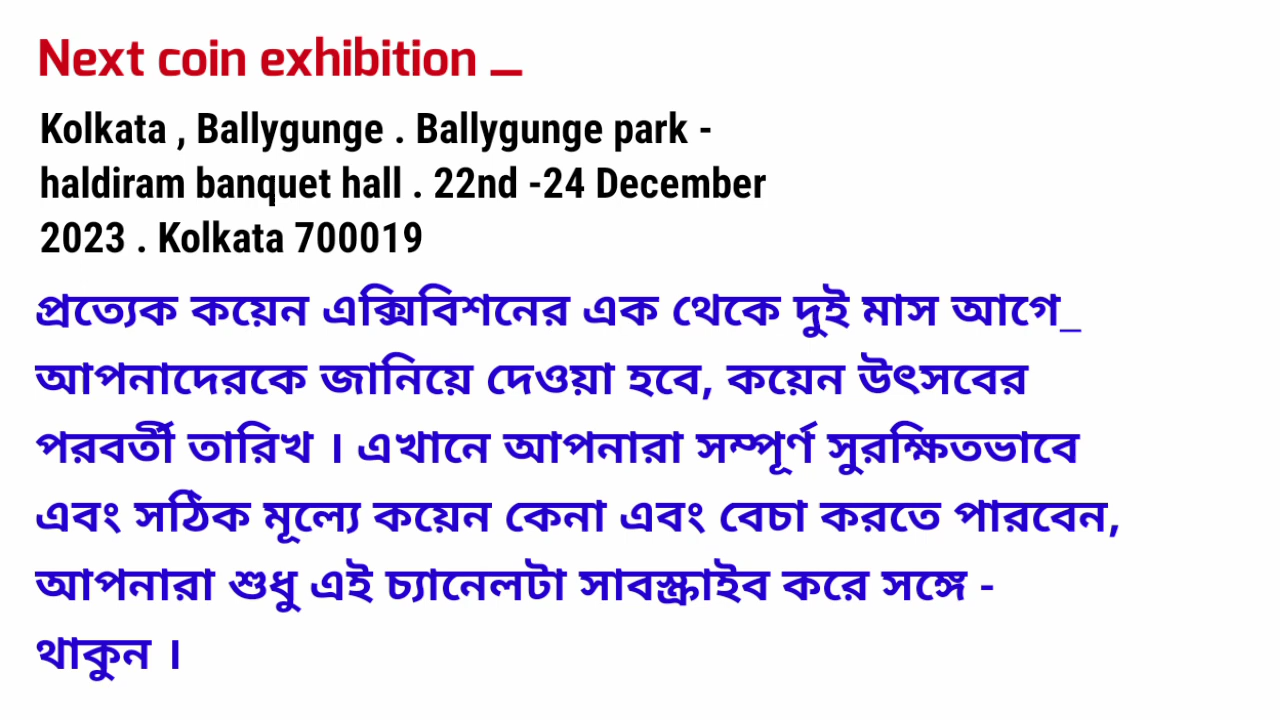 Next coin exhibition _
Kolkata , Ballygunge . Ballygunge park -
haldiram banquet hall . 22nd -24 December
2023 . Kolkata 700019
প্রত্যেক কয়েন এক্সিবিশনের এক থেকে দুই মাস আগে_
আপনাদেরকে জানিয়ে দেওয়া হবে, কয়েন উৎসবের
পরবর্তী তারিখ । এখানে আপনারা সম্পূর্ণ সুরক্ষিতভাবে
এবং সঠিক মূল্যে কয়েন কেনা এবং বেচা করতে পারবেন,
আপনারা শুধু এই চ্যানেলটা সাবস্ক্রাইব করে সঙ্গে -
থাকুন ।